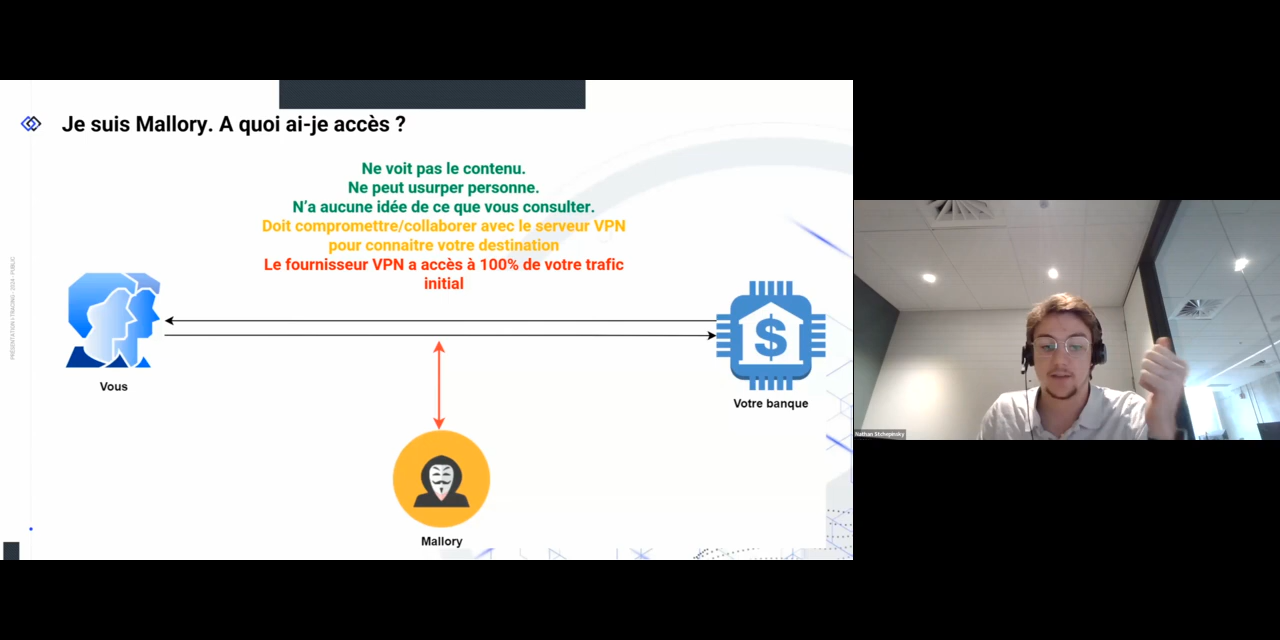 Je suis Mallory. A quoi ai-je accès ?
Ne voit pas le contenu.
Ne peut usurper personne.
N'a aucune idée de ce que vous consulter.
Doit compromettre/collaborer avec le serveur VPN
pour connaitre votre destination
Le fournisseur VPN a accès à 100% de votre trafic
initial
Vous
$
Votre banque
Mallory
Nathan Stchepinsky